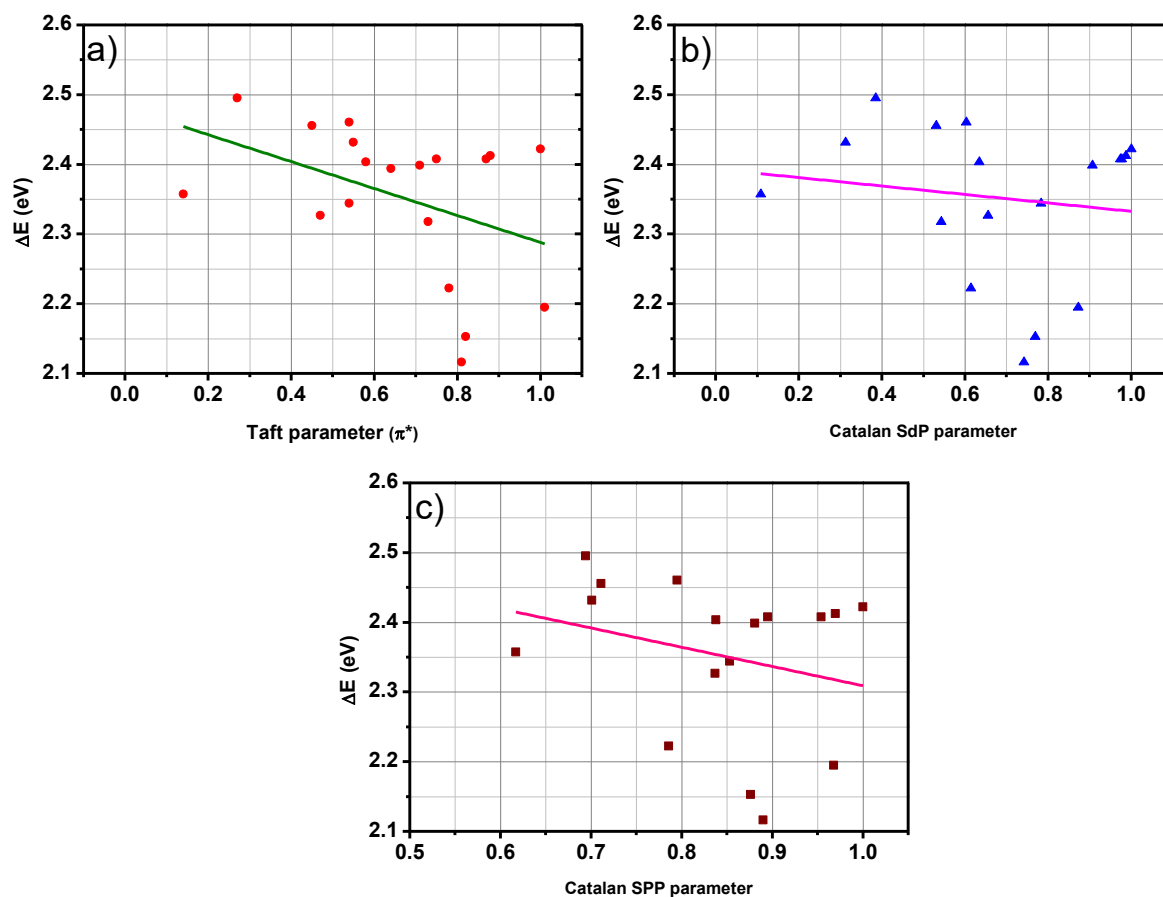 a)
2.6
2.5
2.4
2.3
2.2
2.1
ΔE (eV)
0.0 0.2 0.4 0.6 0.8 1.0
Taft parameter (π*)
b)
2.6
2.5
2.4
2.3
2.2
2.1
ΔE (eV)
0.0 0.2 0.4 0.6 0.8 1.0
Catalan SdP parameter
c)
2.6
2.5
2.4
2.3
2.2
2.1
ΔE (eV)
0.5 0.6 0.7 0.8 0.9 1.0
Catalan SPP parameter